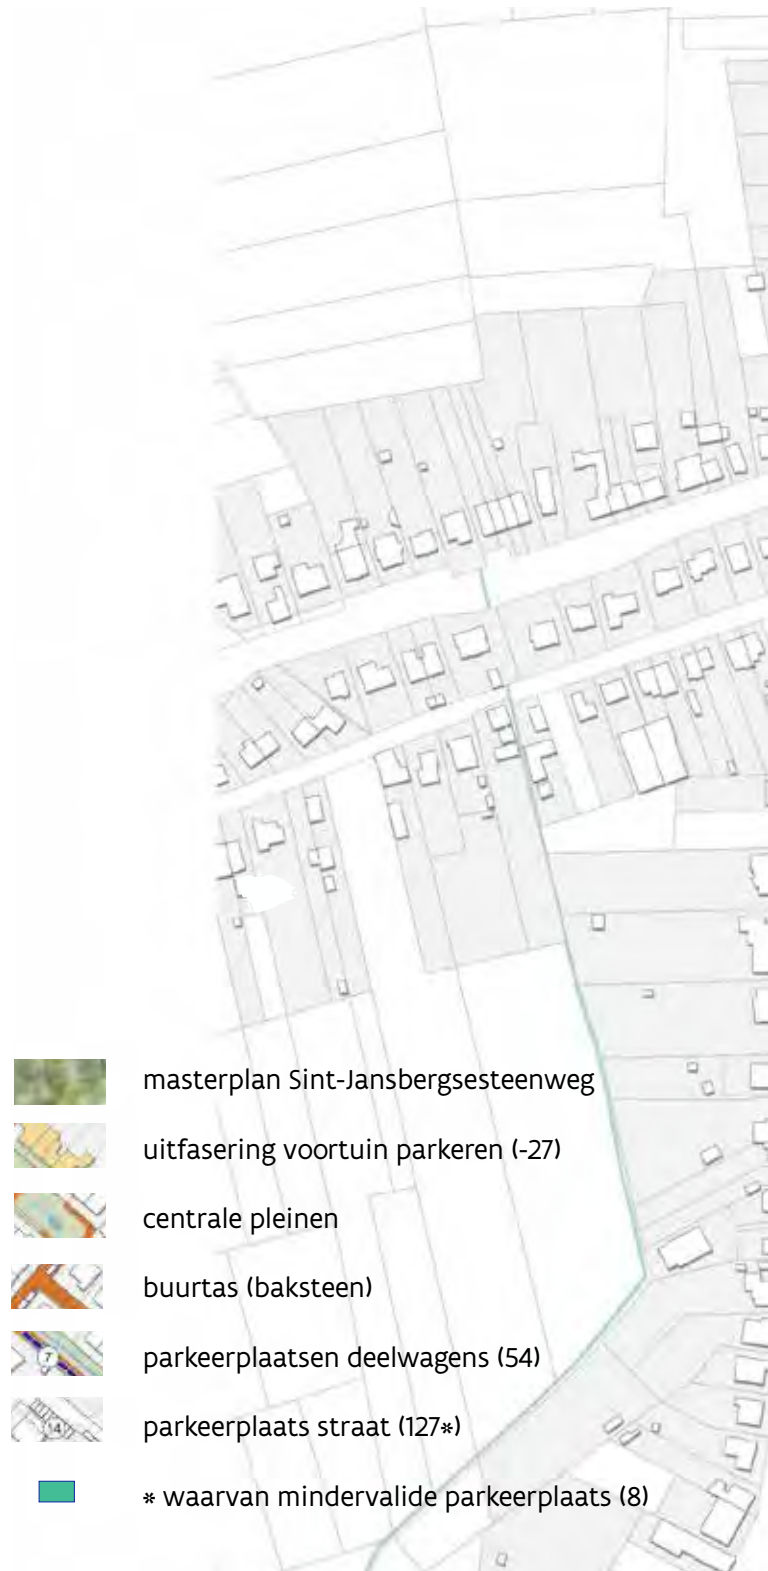 masterplan Sint-Jansbergsesteenweg
uitfasering voortuin parkeren (-27)
centrale pleinen
buurtas (baksteen)
7
parkeerplaatsen deelwagens (54)
parkeerplaats straat (127*)
* waarvan mindervalide parkeerplaats (8)